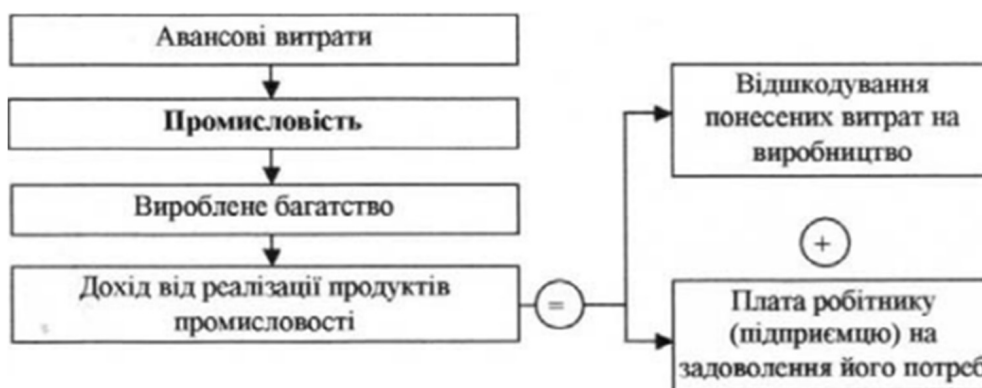 Авансові витрати
Промисловість
Вироблене багатство
Дохід від реалізації продуктів
промисловості
=
Відшкодування
понесених витрат на
виробництво
+
Плата робітнику
(підприємцю) на
задоволення його потреб